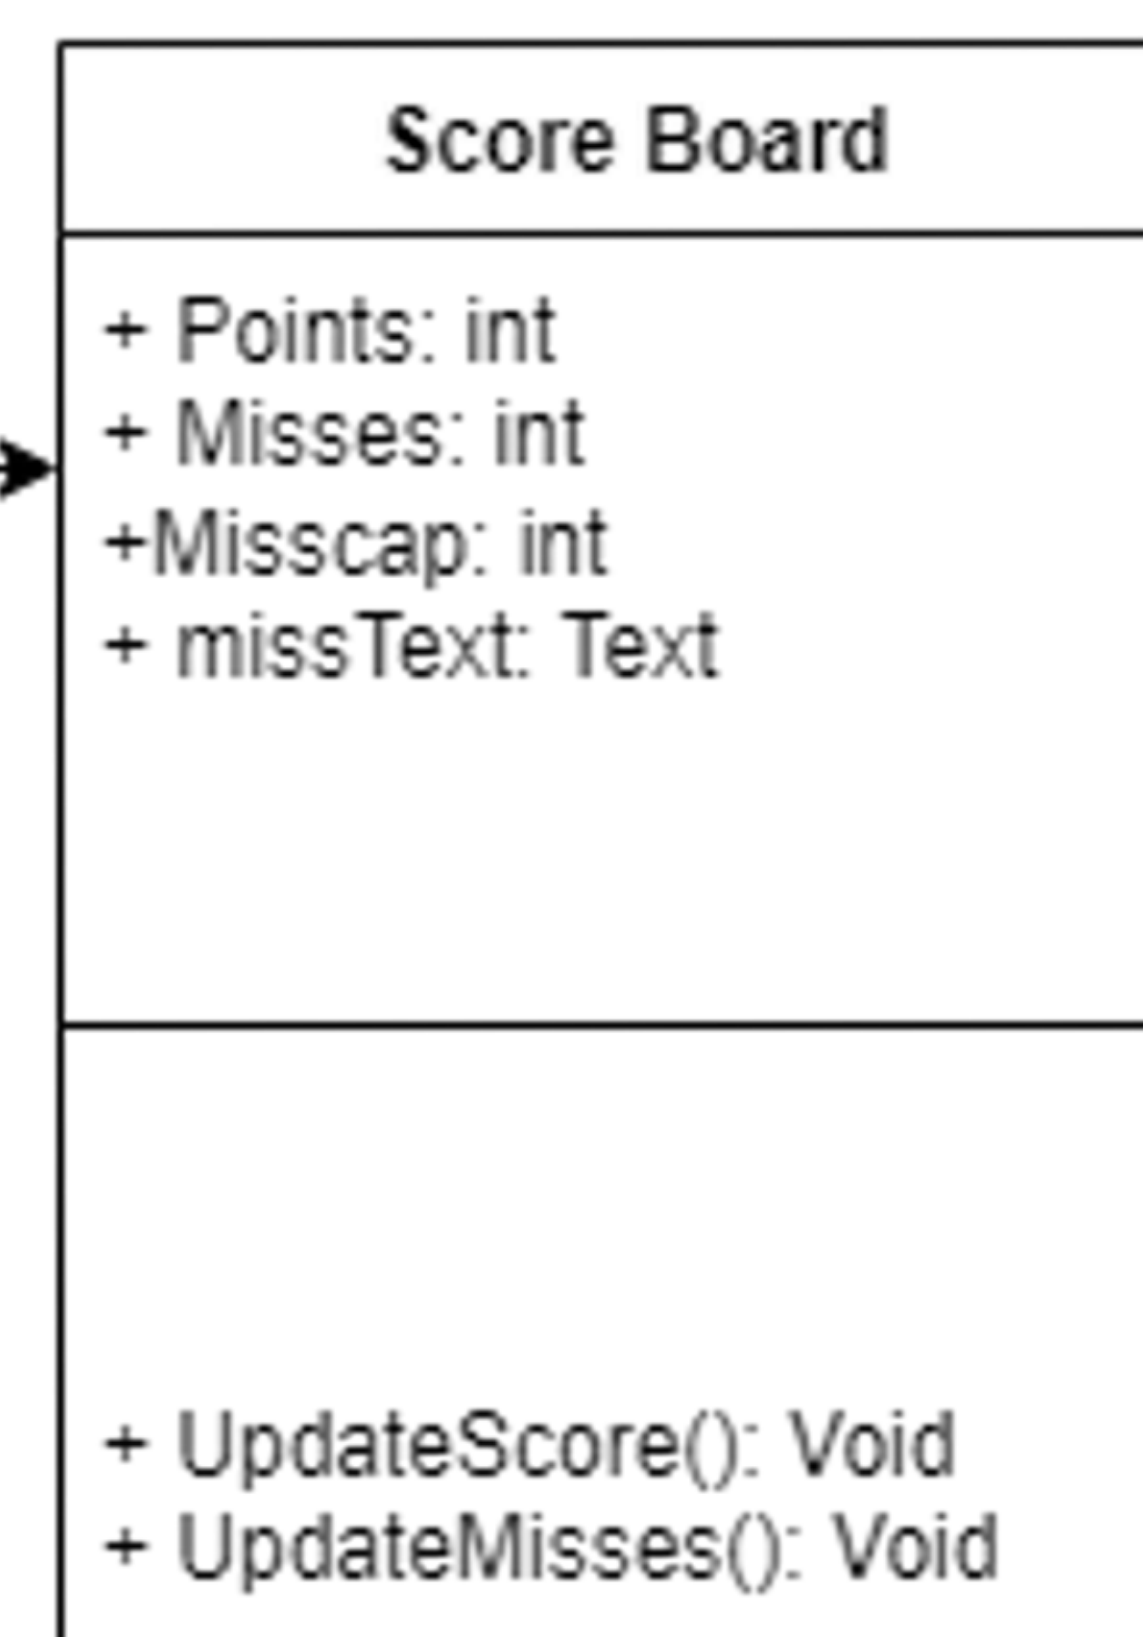 Score Board
+ Points: int
+ Misses: int
+Misscap: int
+ missText: Text
+ UpdateScore(): Void
+ UpdateMisses(): Void